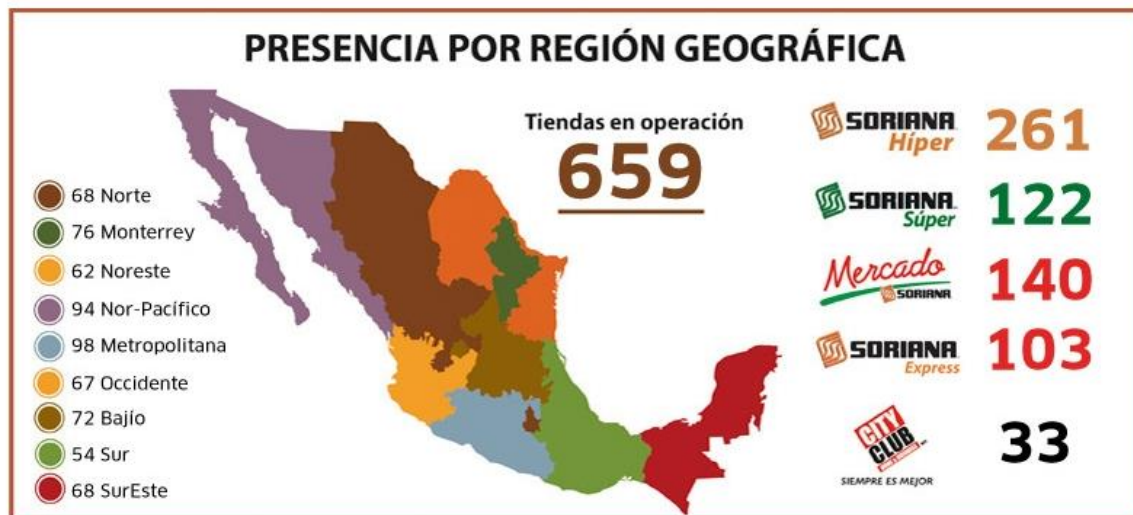 PRESENCIA POR REGIÓN GEOGRÁFICA
Tiendas en operación
659
68 Norte
76 Monterrey
62 Noreste
94 Nor-Pacífico
98 Metropolitana
67 Occidente
72 Bajío
54 Sur
68 SurEste
SORIANA
Híper
261
SORIANA
Súper
122
Mercado
SORIANA
140
SORIANA
Express
103
CITY
CLUB
SIEMPRE ES MEJOR
33